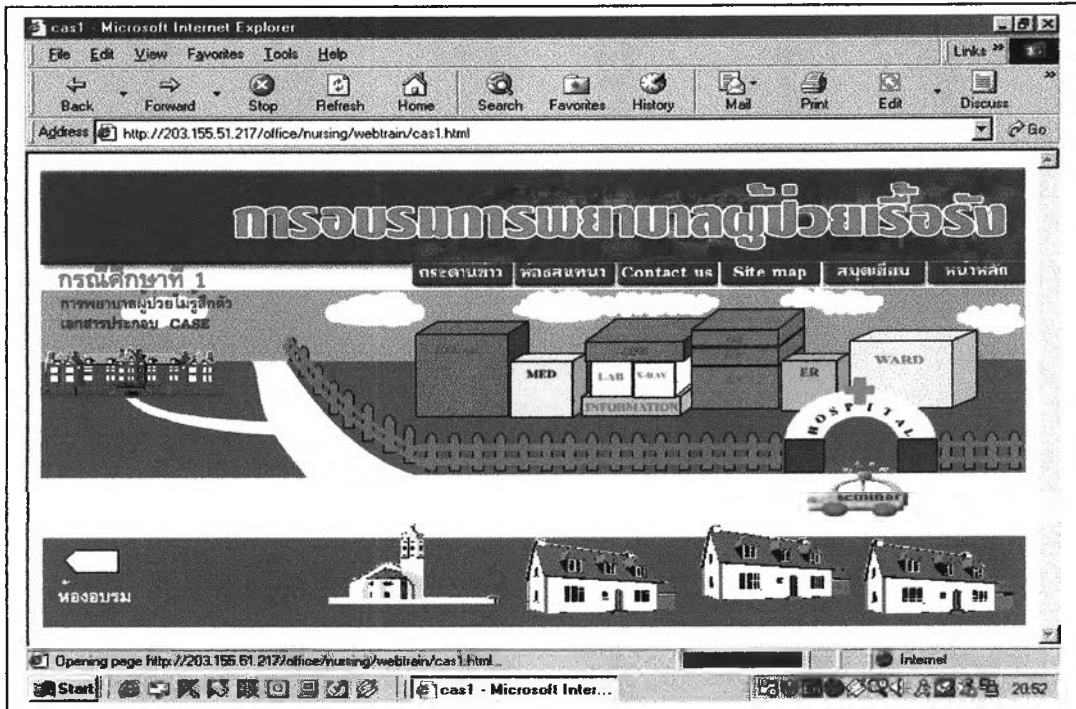 cas1 - Microsoft Internet Explorer
File Edit View Favorites Tools Help Links »
Back Forward Stop Refresh Home Search Favorites History Mail Print Edit Discuss »
Address http://203.155.51.217/office/nursing/webtrain/cas1.html Go
การอบรมการพยาบาลผู้ป่วยเรื้อรัง
กระดานข่าว ห้องสนทนา Contact us Site map สมุดเยี่ยม หน้าหลัก
กรณีศึกษาที่ 1
การพยาบาลผู้ป่วยไม่รู้สึกตัว
เอกสารประกอบ CASE
MED LAB X-RAY ER WARD
INFORMATION
HOSPITAL
seminar
ห้องอบรม
Opening page http://203.155.51.217/office/nursing/webtrain/cas1.html... Internet
Start cas1 - Microsoft Inter... 20:52